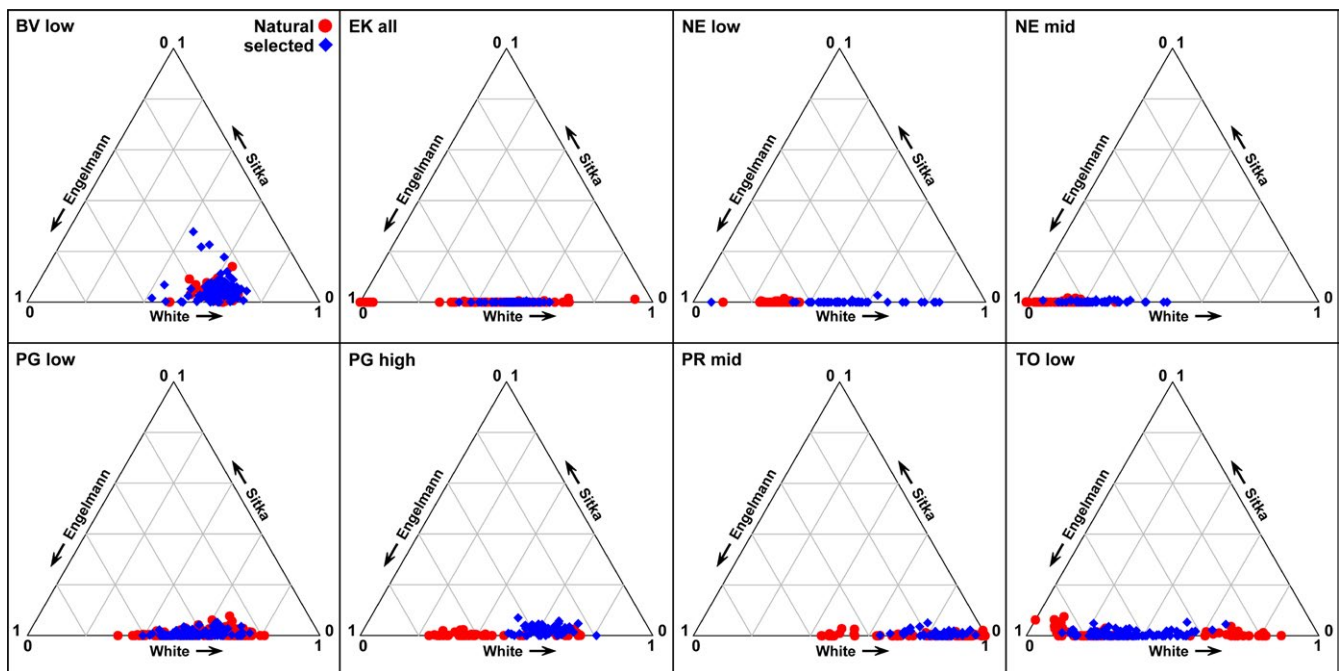 BV low
Natural
selected
0 1
Engelmann
Sitka
1
0
0
White
1
EK all
0 1
Engelmann
Sitka
1
0
0
White
1
NE low
0 1
Engelmann
Sitka
1
0
0
White
1
NE mid
0 1
Engelmann
Sitka
1
0
0
White
1
PG low
0 1
Engelmann
Sitka
1
0
0
White
1
PG high
0 1
Engelmann
Sitka
1
0
0
White
1
PR mid
0 1
Engelmann
Sitka
1
0
0
White
1
TO low
0 1
Engelmann
Sitka
1
0
0
White
1